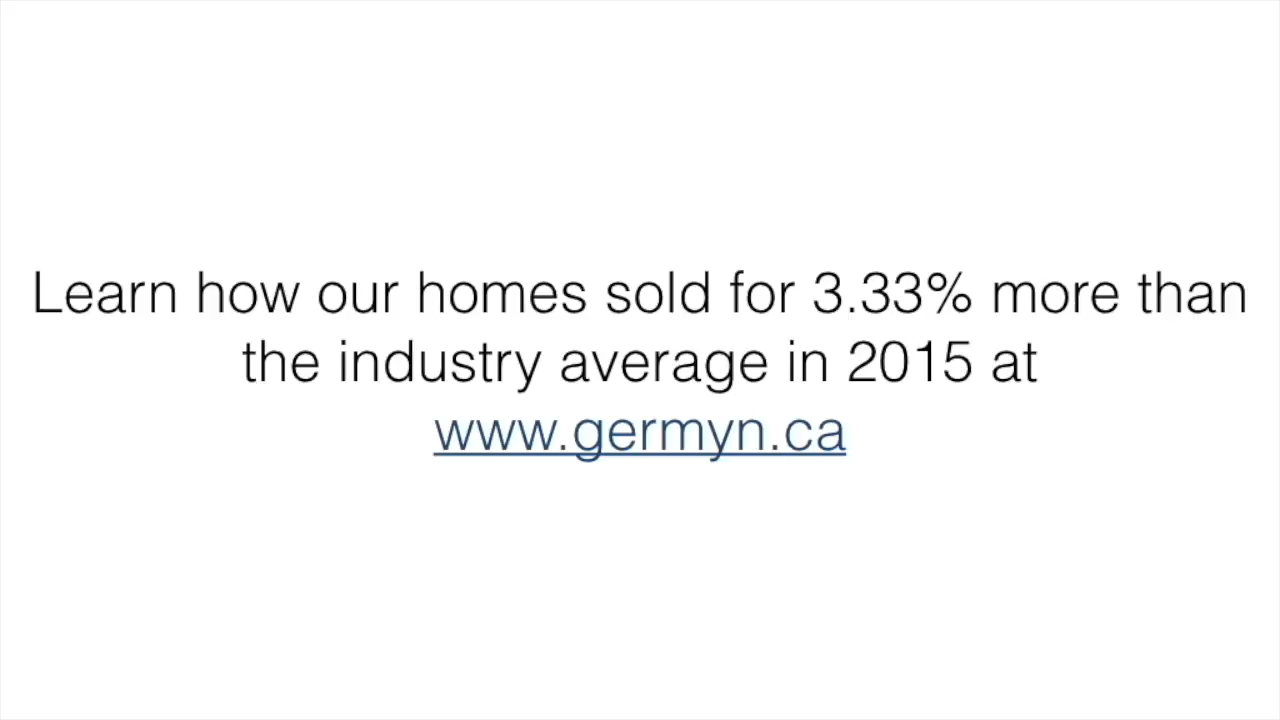 Learn how our homes sold for 3.33% more than
the industry average in 2015 at
www.germyn.ca